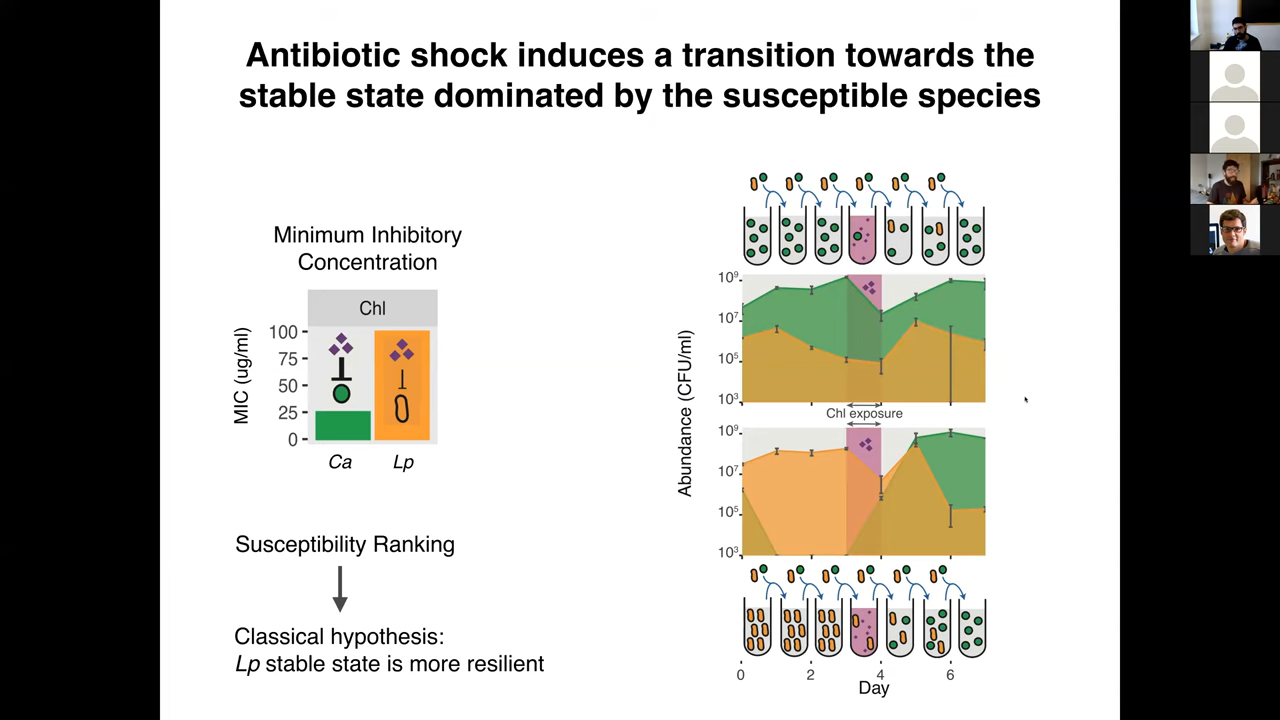 Antibiotic shock induces a transition towards the
stable state dominated by the susceptible species
Minimum Inhibitory
Concentration
Chl
MIC (ug/ml)
100
75
50
25
0
Ca
Lp
Susceptibility Ranking
Classical hypothesis:
Lp stable state is more resilient
Abundance (CFU/ml)
10⁹
10⁷
10⁵
10³
Chl exposure
10⁹
10⁷
10⁵
10³
0 2 4 6
Day